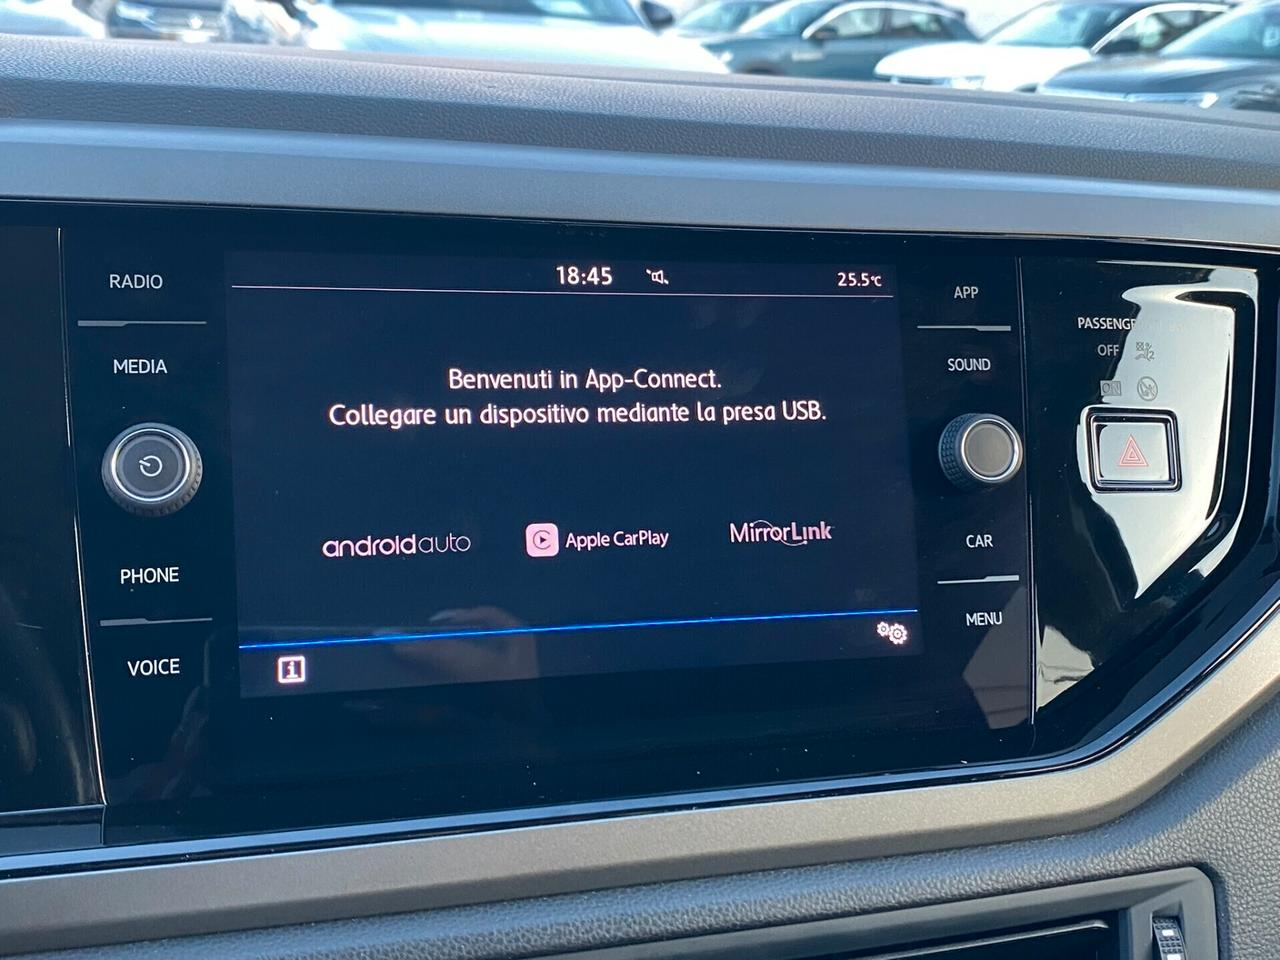 18:45
25.5°C
RADIO
MEDIA
PHONE
VOICE
Benvenuti in App-Connect.
Collegare un dispositivo mediante la presa USB.
androidauto
Apple CarPlay
MirrorLink
APP
SOUND
CAR
MENU
OFF
ON